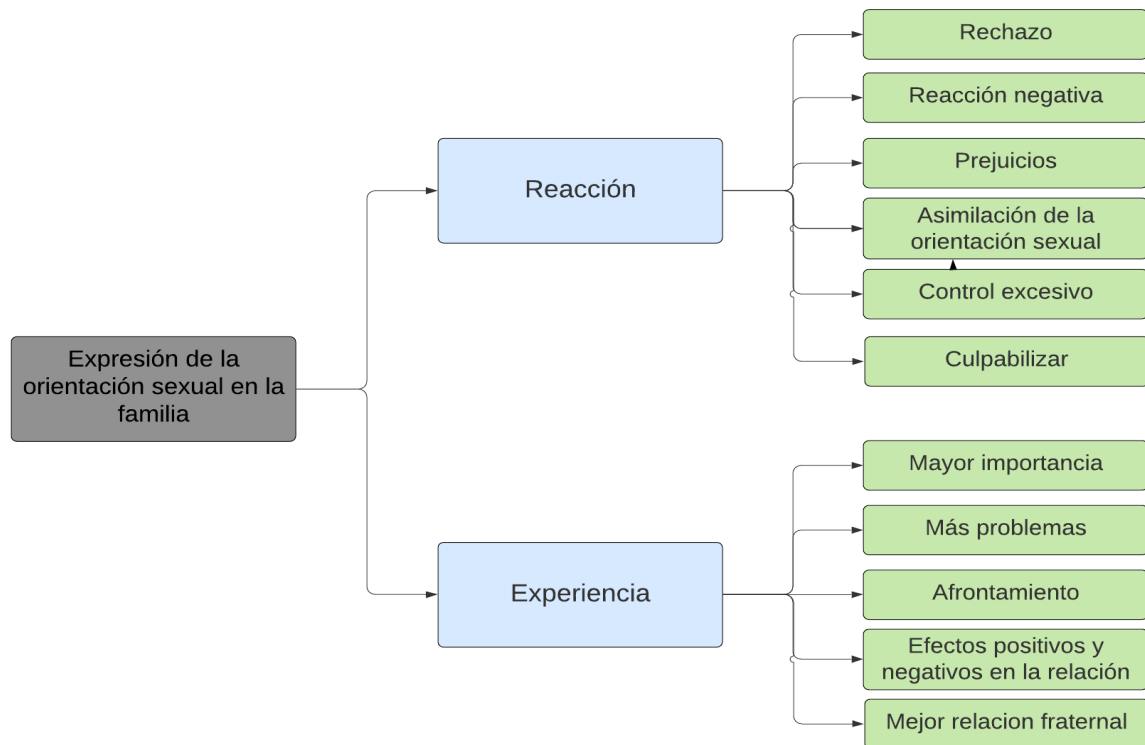 Rechazo
Reacción negativa
Reacción
Prejuicios
Asimilación de la
orientación sexual
Control excesivo
Culpabilizar
Expresión de la
orientación sexual en la
familia
Mayor importancia
Más problemas
Experiencia
Afrontamiento
Efectos positivos y
negativos en la relación
Mejor relacion fraternal